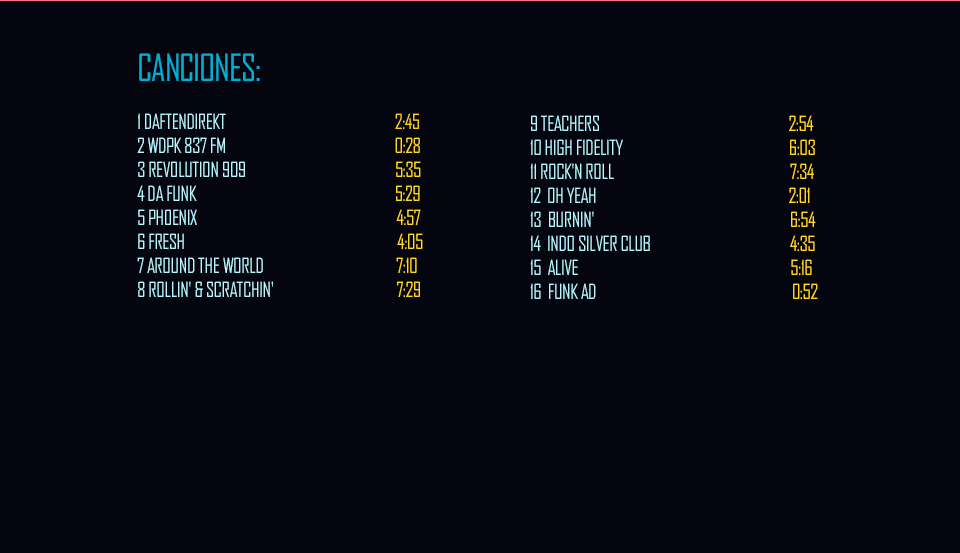 CANCIONES:
1 DAFTENDIREKT 2:45
2 WDPK 837 FM 0:28
3 REVOLUTION 909 5:35
4 DA FUNK 5:29
5 PHOENIX 4:57
6 FRESH 4:05
7 AROUND THE WORLD 7:10
8 ROLLIN' & SCRATCHIN' 7:29
9 TEACHERS 2:54
10 HIGH FIDELITY 6:03
11 ROCK'N ROLL 7:34
12 OH YEAH 2:01
13 BURNIN' 6:54
14 INDO SILVER CLUB 4:35
15 ALIVE 5:16
16 FUNK AD 0:52